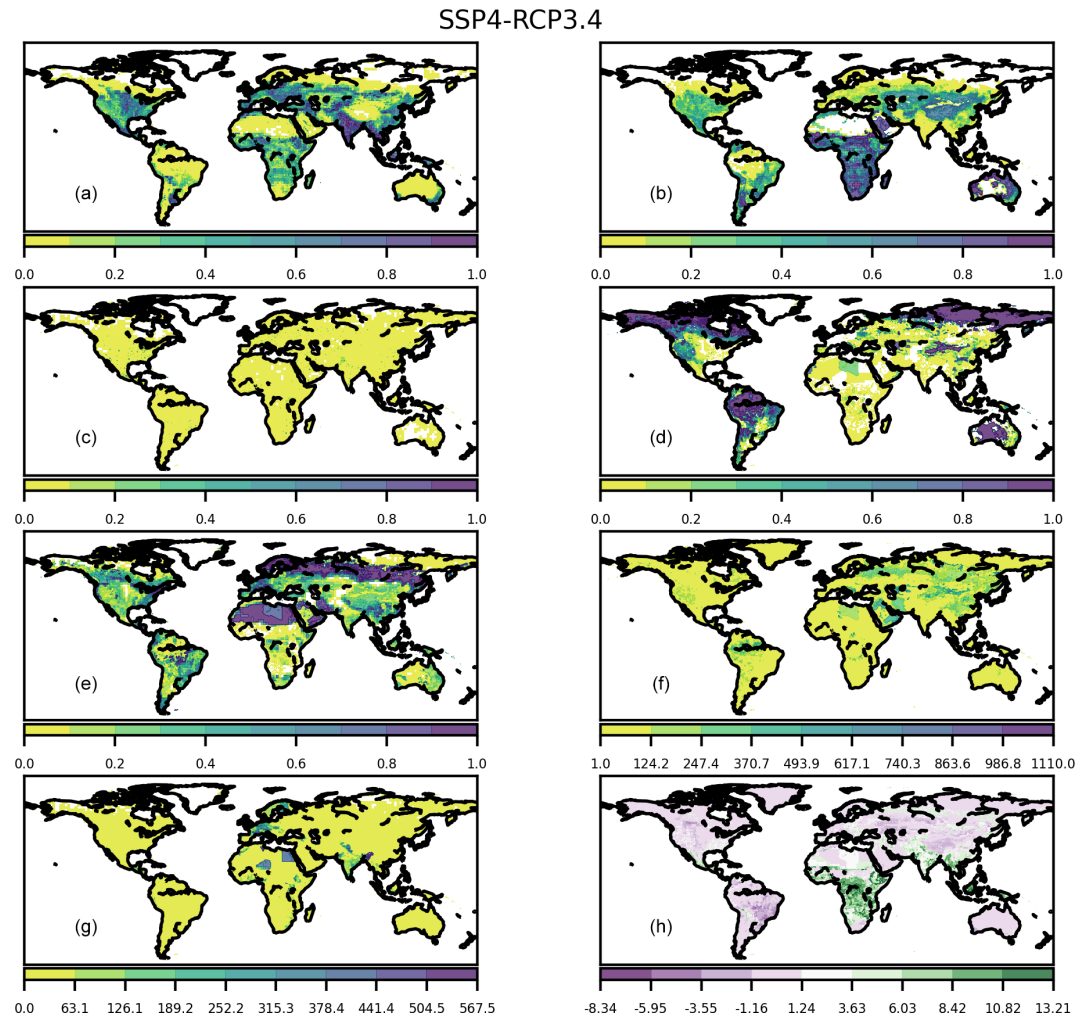 SSP4-RCP3.4
(a) (b)
0.0 0.2 0.4 0.6 0.8 1.0 0.0 0.2 0.4 0.6 0.8 1.0
(c) (d)
0.0 0.2 0.4 0.6 0.8 1.0 0.0 0.2 0.4 0.6 0.8 1.0
(e) (f)
0.0 0.2 0.4 0.6 0.8 1.0 1.0 124.2 247.4 370.7 493.9 617.1 740.3 863.6 986.8 1110.0
(g) (h)
0.0 63.1 126.1 189.2 252.2 315.3 378.4 441.4 504.5 567.5 -8.34 -5.95 -3.55 -1.16 1.24 3.63 6.03 8.42 10.82 13.21